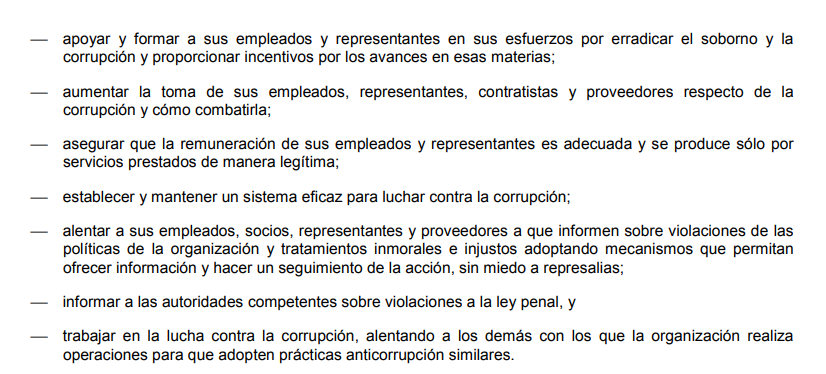 — apoyar y formar a sus empleados y representantes en sus esfuerzos por erradicar el soborno y la
corrupción y proporcionar incentivos por los avances en esas materias;
— aumentar la toma de sus empleados, representantes, contratistas y proveedores respecto de la
corrupción y cómo combatirla;
— asegurar que la remuneración de sus empleados y representantes es adecuada y se produce sólo por
servicios prestados de manera legítima;
— establecer y mantener un sistema eficaz para luchar contra la corrupción;
— alentar a sus empleados, socios, representantes y proveedores a que informen sobre violaciones de las
políticas de la organización y tratamientos inmorales e injustos adoptando mecanismos que permitan
ofrecer información y hacer un seguimiento de la acción, sin miedo a represalias;
— informar a las autoridades competentes sobre violaciones a la ley penal, y
— trabajar en la lucha contra la corrupción, alentando a los demás con los que la organización realiza
operaciones para que adopten prácticas anticorrupción similares.